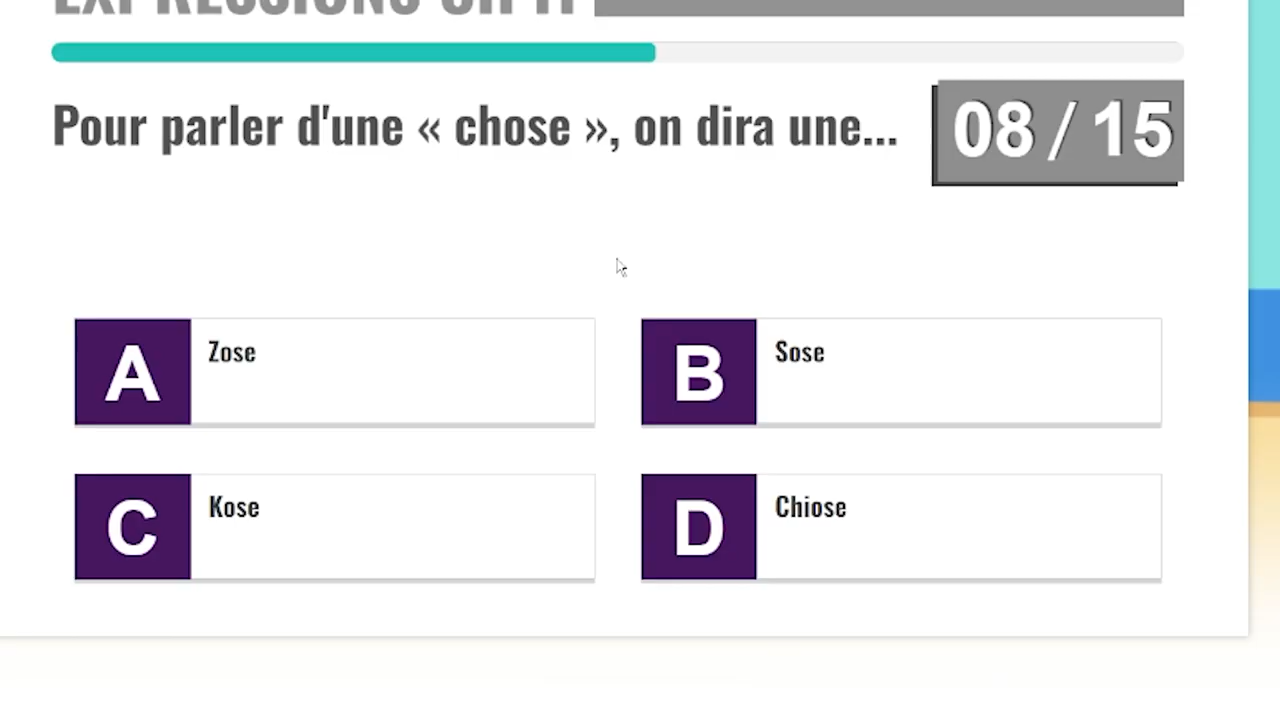 Pour parler d'une « chose », on dira une...
08 / 15
A
Zose
B
Sose
C
Kose
D
Chiose